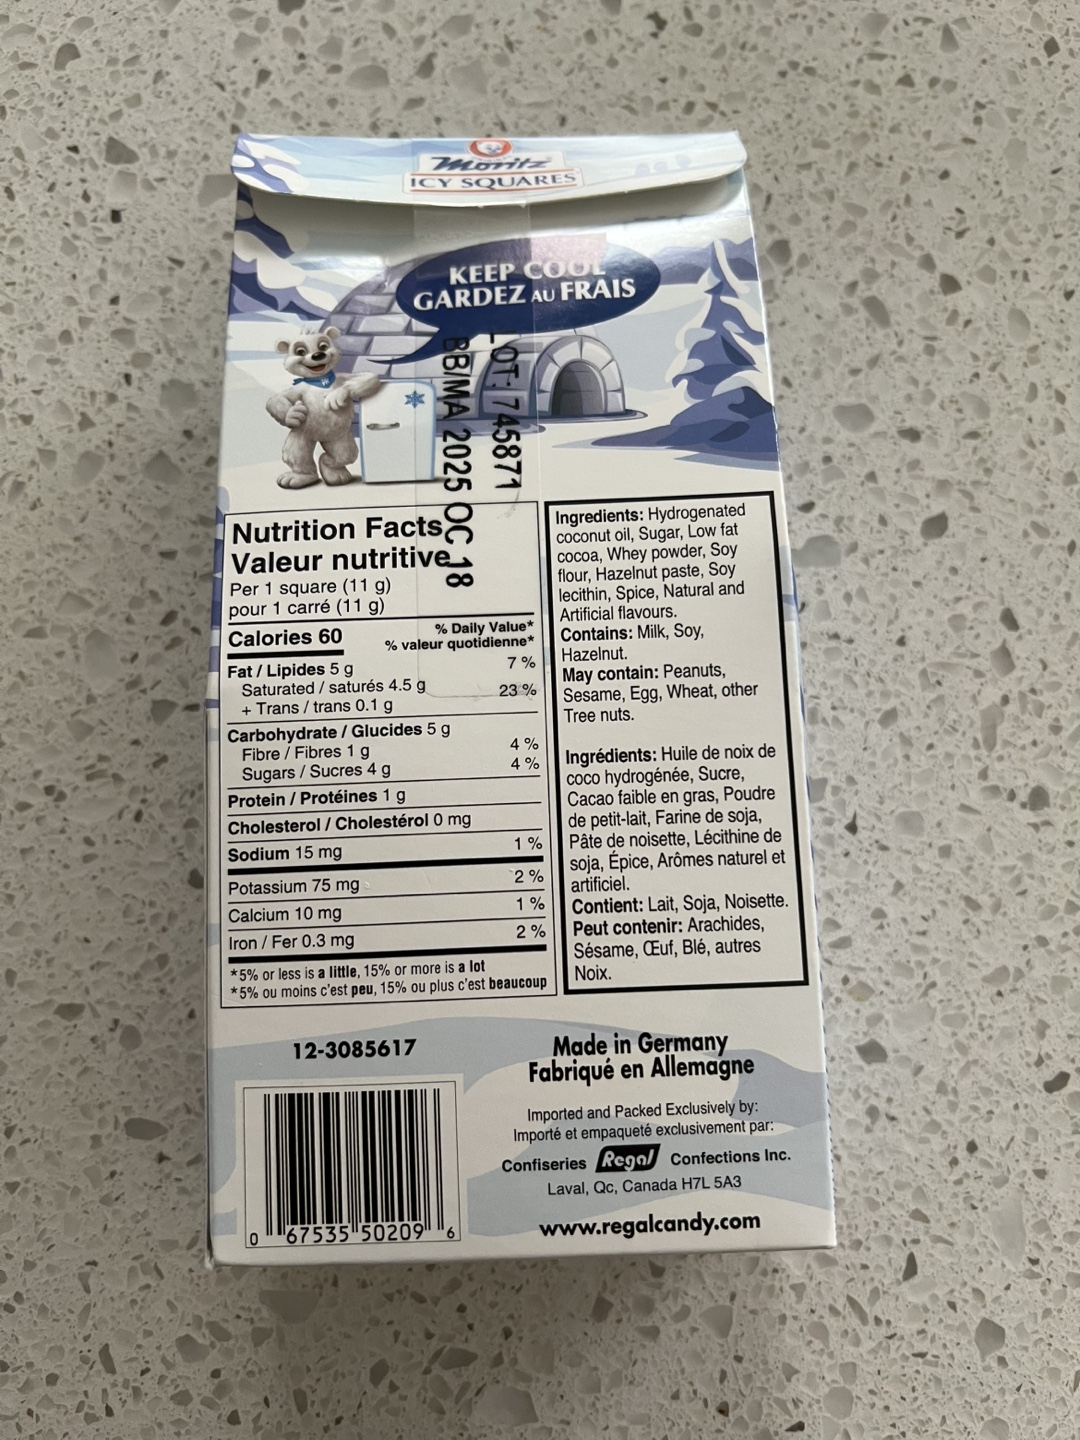 Moritz
ICY SQUARES
KEEP COOL
GARDEZ AU FRAIS
LOT: 745871
BB/MA 2025 OC 18
Nutrition Facts
Valeur nutritive
Per 1 square (11 g)
pour 1 carré (11 g)
Calories 60
% Daily Value*
% valeur quotidienne*
Fat / Lipides 5 g 7 %
Saturated / saturés 4.5 g
+ Trans / trans 0.1 g 23 %
Carbohydrate / Glucides 5 g
Fibre / Fibres 1 g 4 %
Sugars / Sucres 4 g 4 %
Protein / Protéines 1 g
Cholesterol / Cholestérol 0 mg
Sodium 15 mg 1 %
Potassium 75 mg 2 %
Calcium 10 mg 1 %
Iron / Fer 0.3 mg 2 %
*5% or less is a little, 15% or more is a lot
*5% ou moins c'est peu, 15% ou plus c'est beaucoup
Ingredients: Hydrogenated
coconut oil, Sugar, Low fat
cocoa, Whey powder, Soy
flour, Hazelnut paste, Soy
lecithin, Spice, Natural and
Artificial flavours.
Contains: Milk, Soy,
Hazelnut.
May contain: Peanuts,
Sesame, Egg, Wheat, other
Tree nuts.
Ingrédients: Huile de noix de
coco hydrogénée, Sucre,
Cacao faible en gras, Poudre
de petit-lait, Farine de soja,
Pâte de noisette, Lécithine de
soja, Épice, Arômes naturel et
artificiel.
Contient: Lait, Soja, Noisette.
Peut contenir: Arachides,
Sésame, Œuf, Blé, autres
Noix.
12-3085617
0 67535 50209 6
Made in Germany
Fabriqué en Allemagne
Imported and Packed Exclusively by:
Importé et empaqueté exclusivement par:
Confiseries Regal Confections Inc.
Laval, Qc, Canada H7L 5A3
www.regalcandy.com